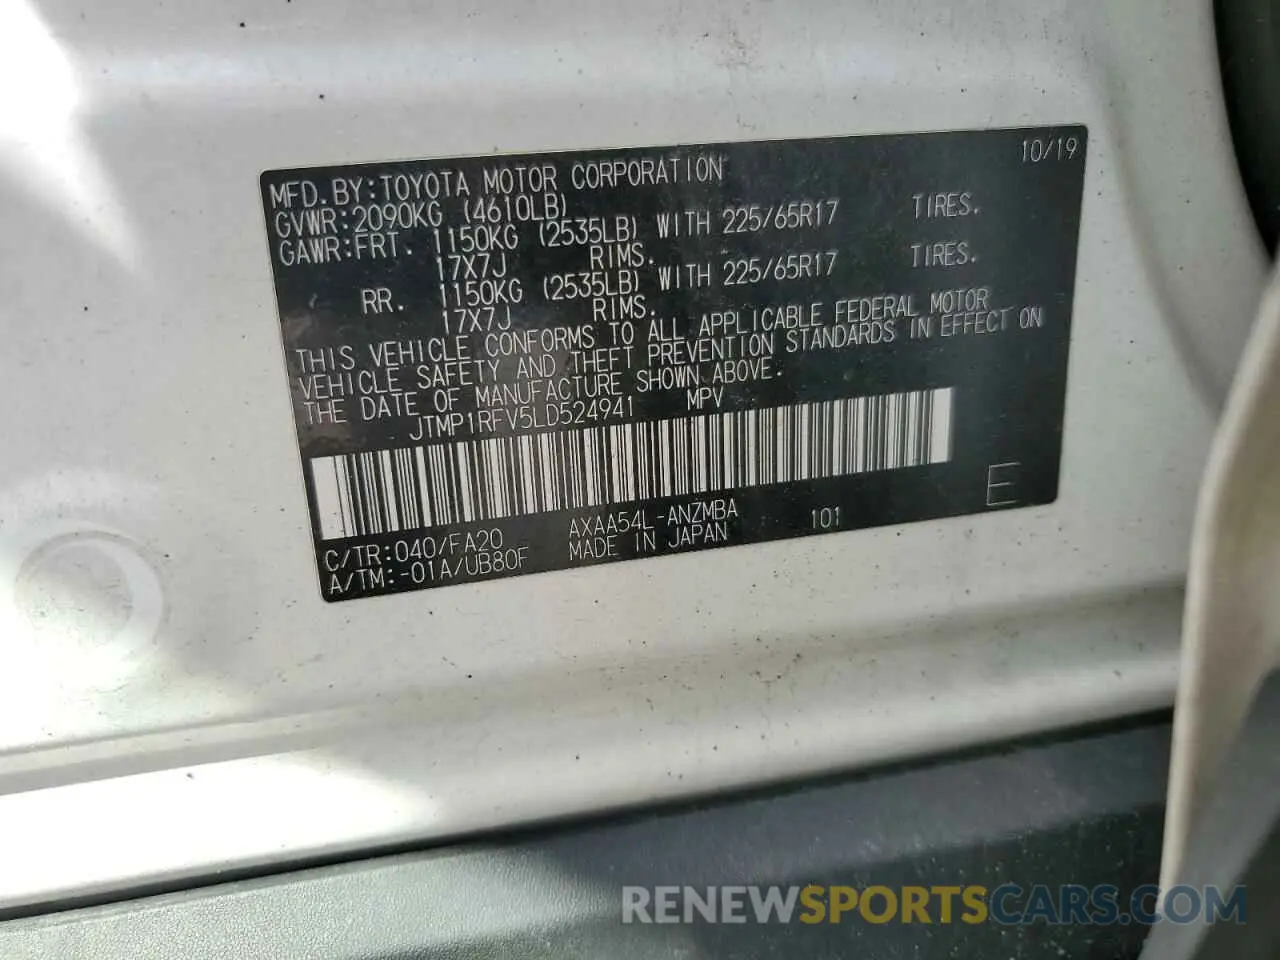 10/19
MFD.BY:TOYOTA MOTOR CORPORATION
GVWR:2090KG (4610LB)
GAWR:FRT. 1150KG (2535LB) WITH 225/65R17 TIRES.
17X7J RIMS.
RR. 1150KG (2535LB) WITH 225/65R17 TIRES.
17X7J RIMS.
THIS VEHICLE CONFORMS TO ALL APPLICABLE FEDERAL MOTOR
VEHICLE SAFETY AND THEFT PREVENTION STANDARDS IN EFFECT ON
THE DATE OF MANUFACTURE SHOWN ABOVE.
JTMP1RFV5LD524941 MPV
C/TR:040/FA20 AXAA54L-ANZMBA 101 E
A/TM:-01A/UB80F MADE IN JAPAN
RENEWSPORTSCARS.COM